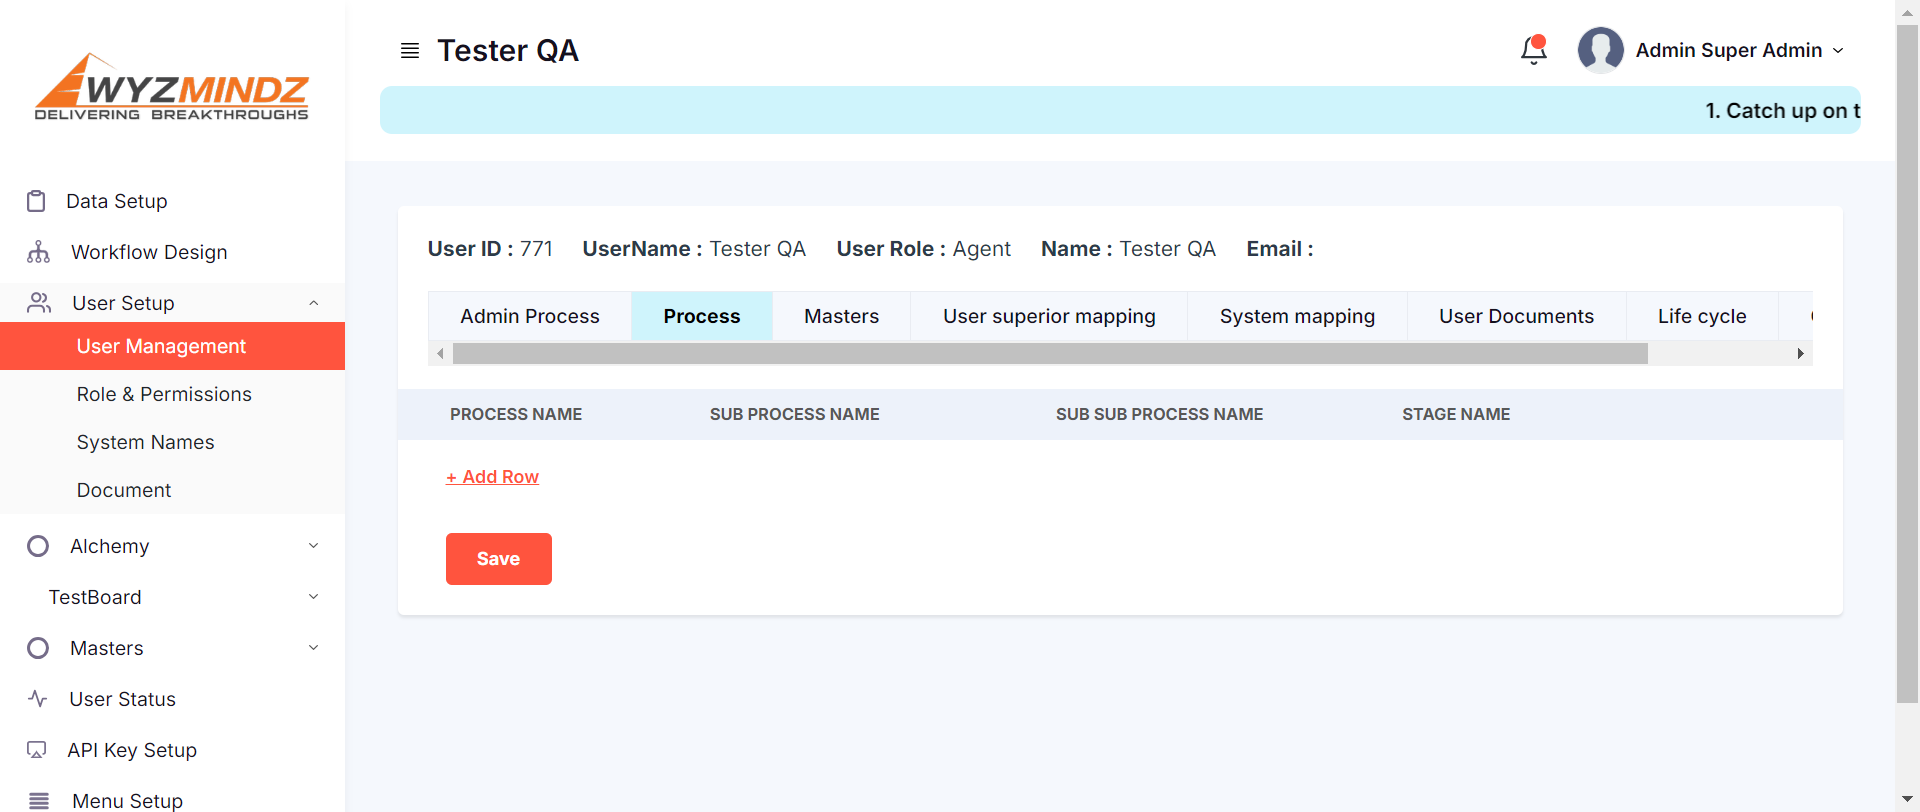 WYZMINDZ
DELIVERING BREAKTHROUGHS
Data Setup
Workflow Design
User Setup
User Management
Role & Permissions
System Names
Document
Alchemy
TestBoard
Masters
User Status
API Key Setup
Menu Setup
Tester QA
Admin Super Admin
1. Catch up on t
User ID : 771 UserName : Tester QA User Role : Agent Name : Tester QA Email :
Admin Process Process Masters User superior mapping System mapping User Documents Life cycle
PROCESS NAME SUB PROCESS NAME SUB SUB PROCESS NAME STAGE NAME
+ Add Row
Save